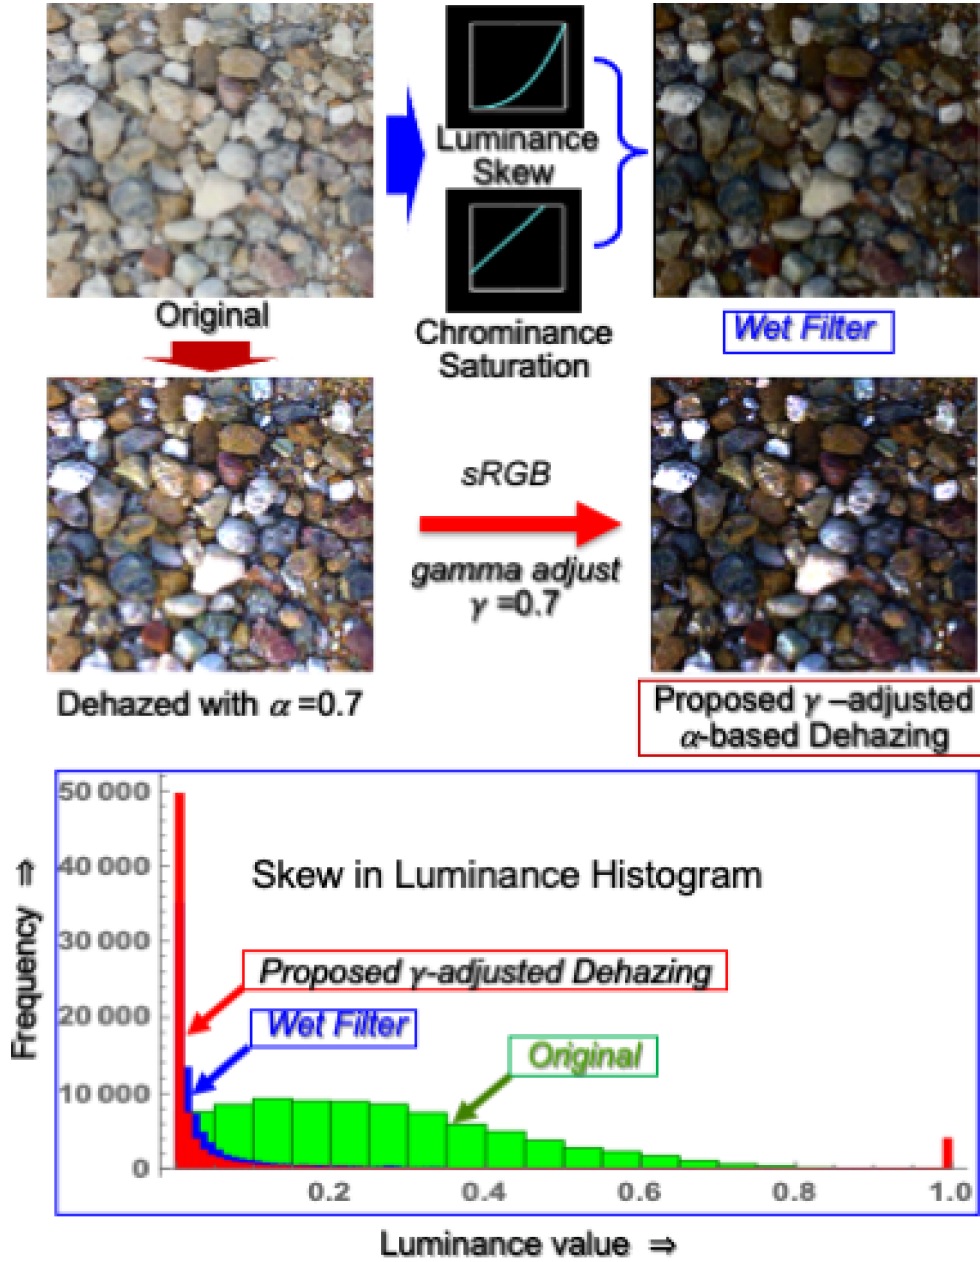 Luminance
Skew
Original
Chrominance
Saturation
Wet Filter
sRGB
gamma adjust
γ =0.7
Dehazed with α =0.7
Proposed γ –adjusted
α-based Dehazing
50 000
40 000
30 000
20 000
10 000
0
Frequency ⇒
Skew in Luminance Histogram
Proposed γ-adjusted Dehazing
Wet Filter
Original
0.2 0.4 0.6 0.8 1.0
Luminance value ⇒